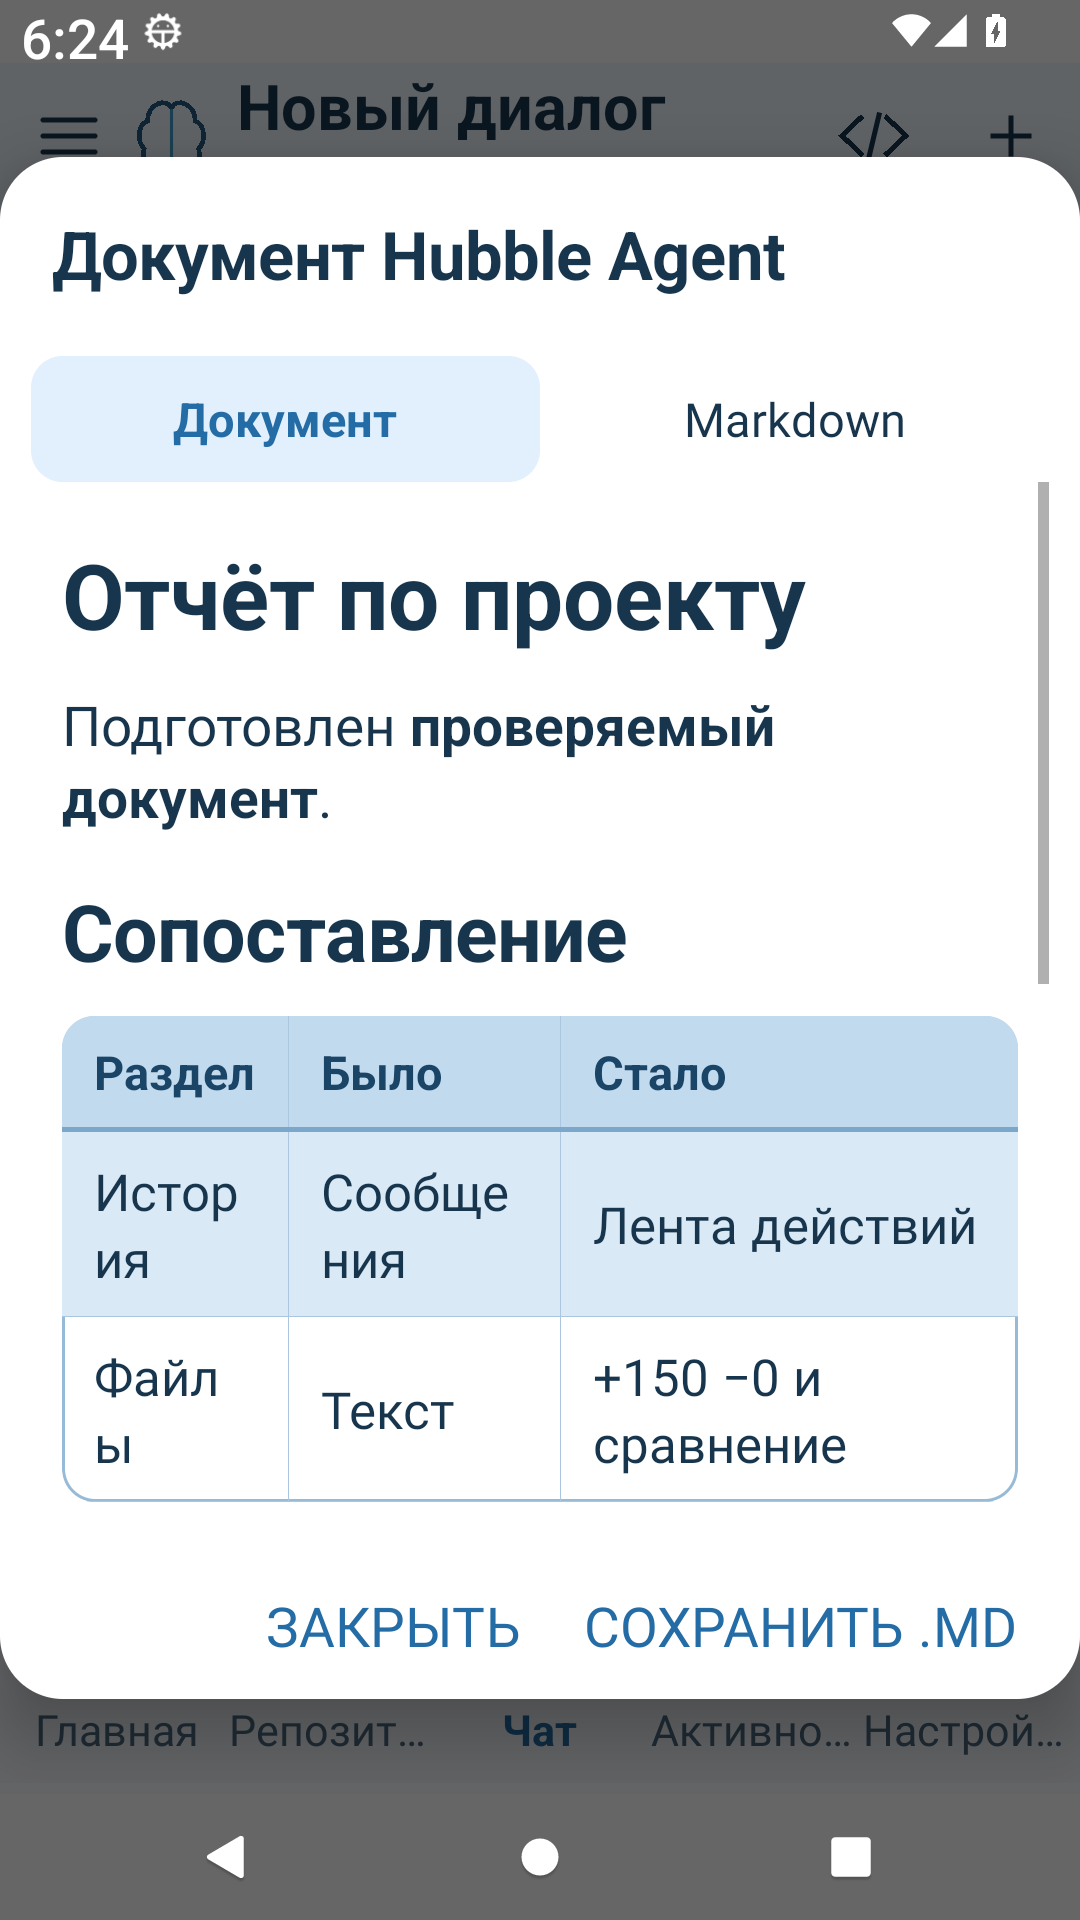 6:24
Новый диалог
Документ Hubble Agent
Документ
Markdown
Отчёт по проекту
Подготовлен проверяемый
документ.
Сопоставление
Раздел
Было
Стало
Истор
ия
Сообще
ния
Лента действий
Файл
ы
Текст
+150 −0 и
сравнение
ЗАКРЫТЬ
СОХРАНИТЬ .MD
Главная
Репозит…
Чат
Активно…
Настрой…